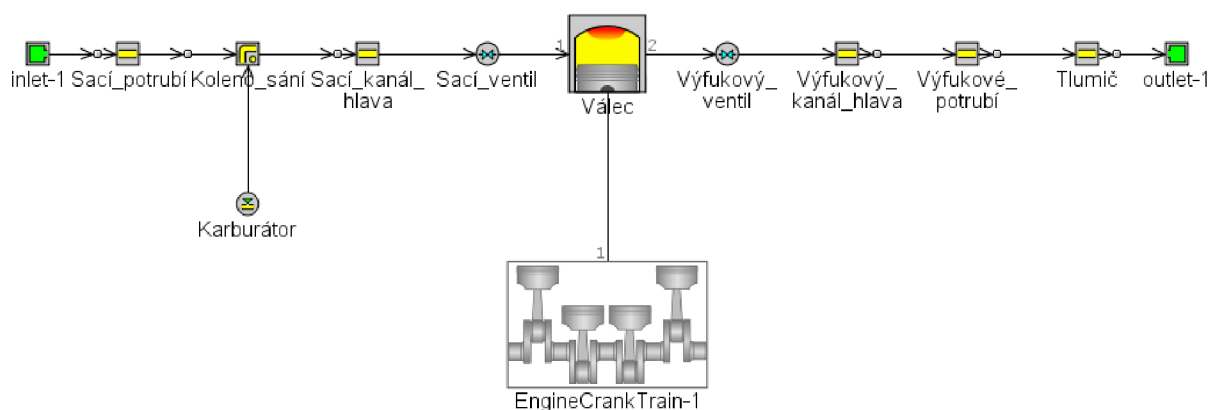 1
2
inlet-1
Sací_potrubí
Koleno_sání
Sací_kanál_
hlava
Sací_ventil
Válec
Výfukový_
ventil
Výfukový_
kanál_hlava
Výfukové_
potrubí
Tlumič
outlet-1
Karburátor
1
EngineCrankTrain-1